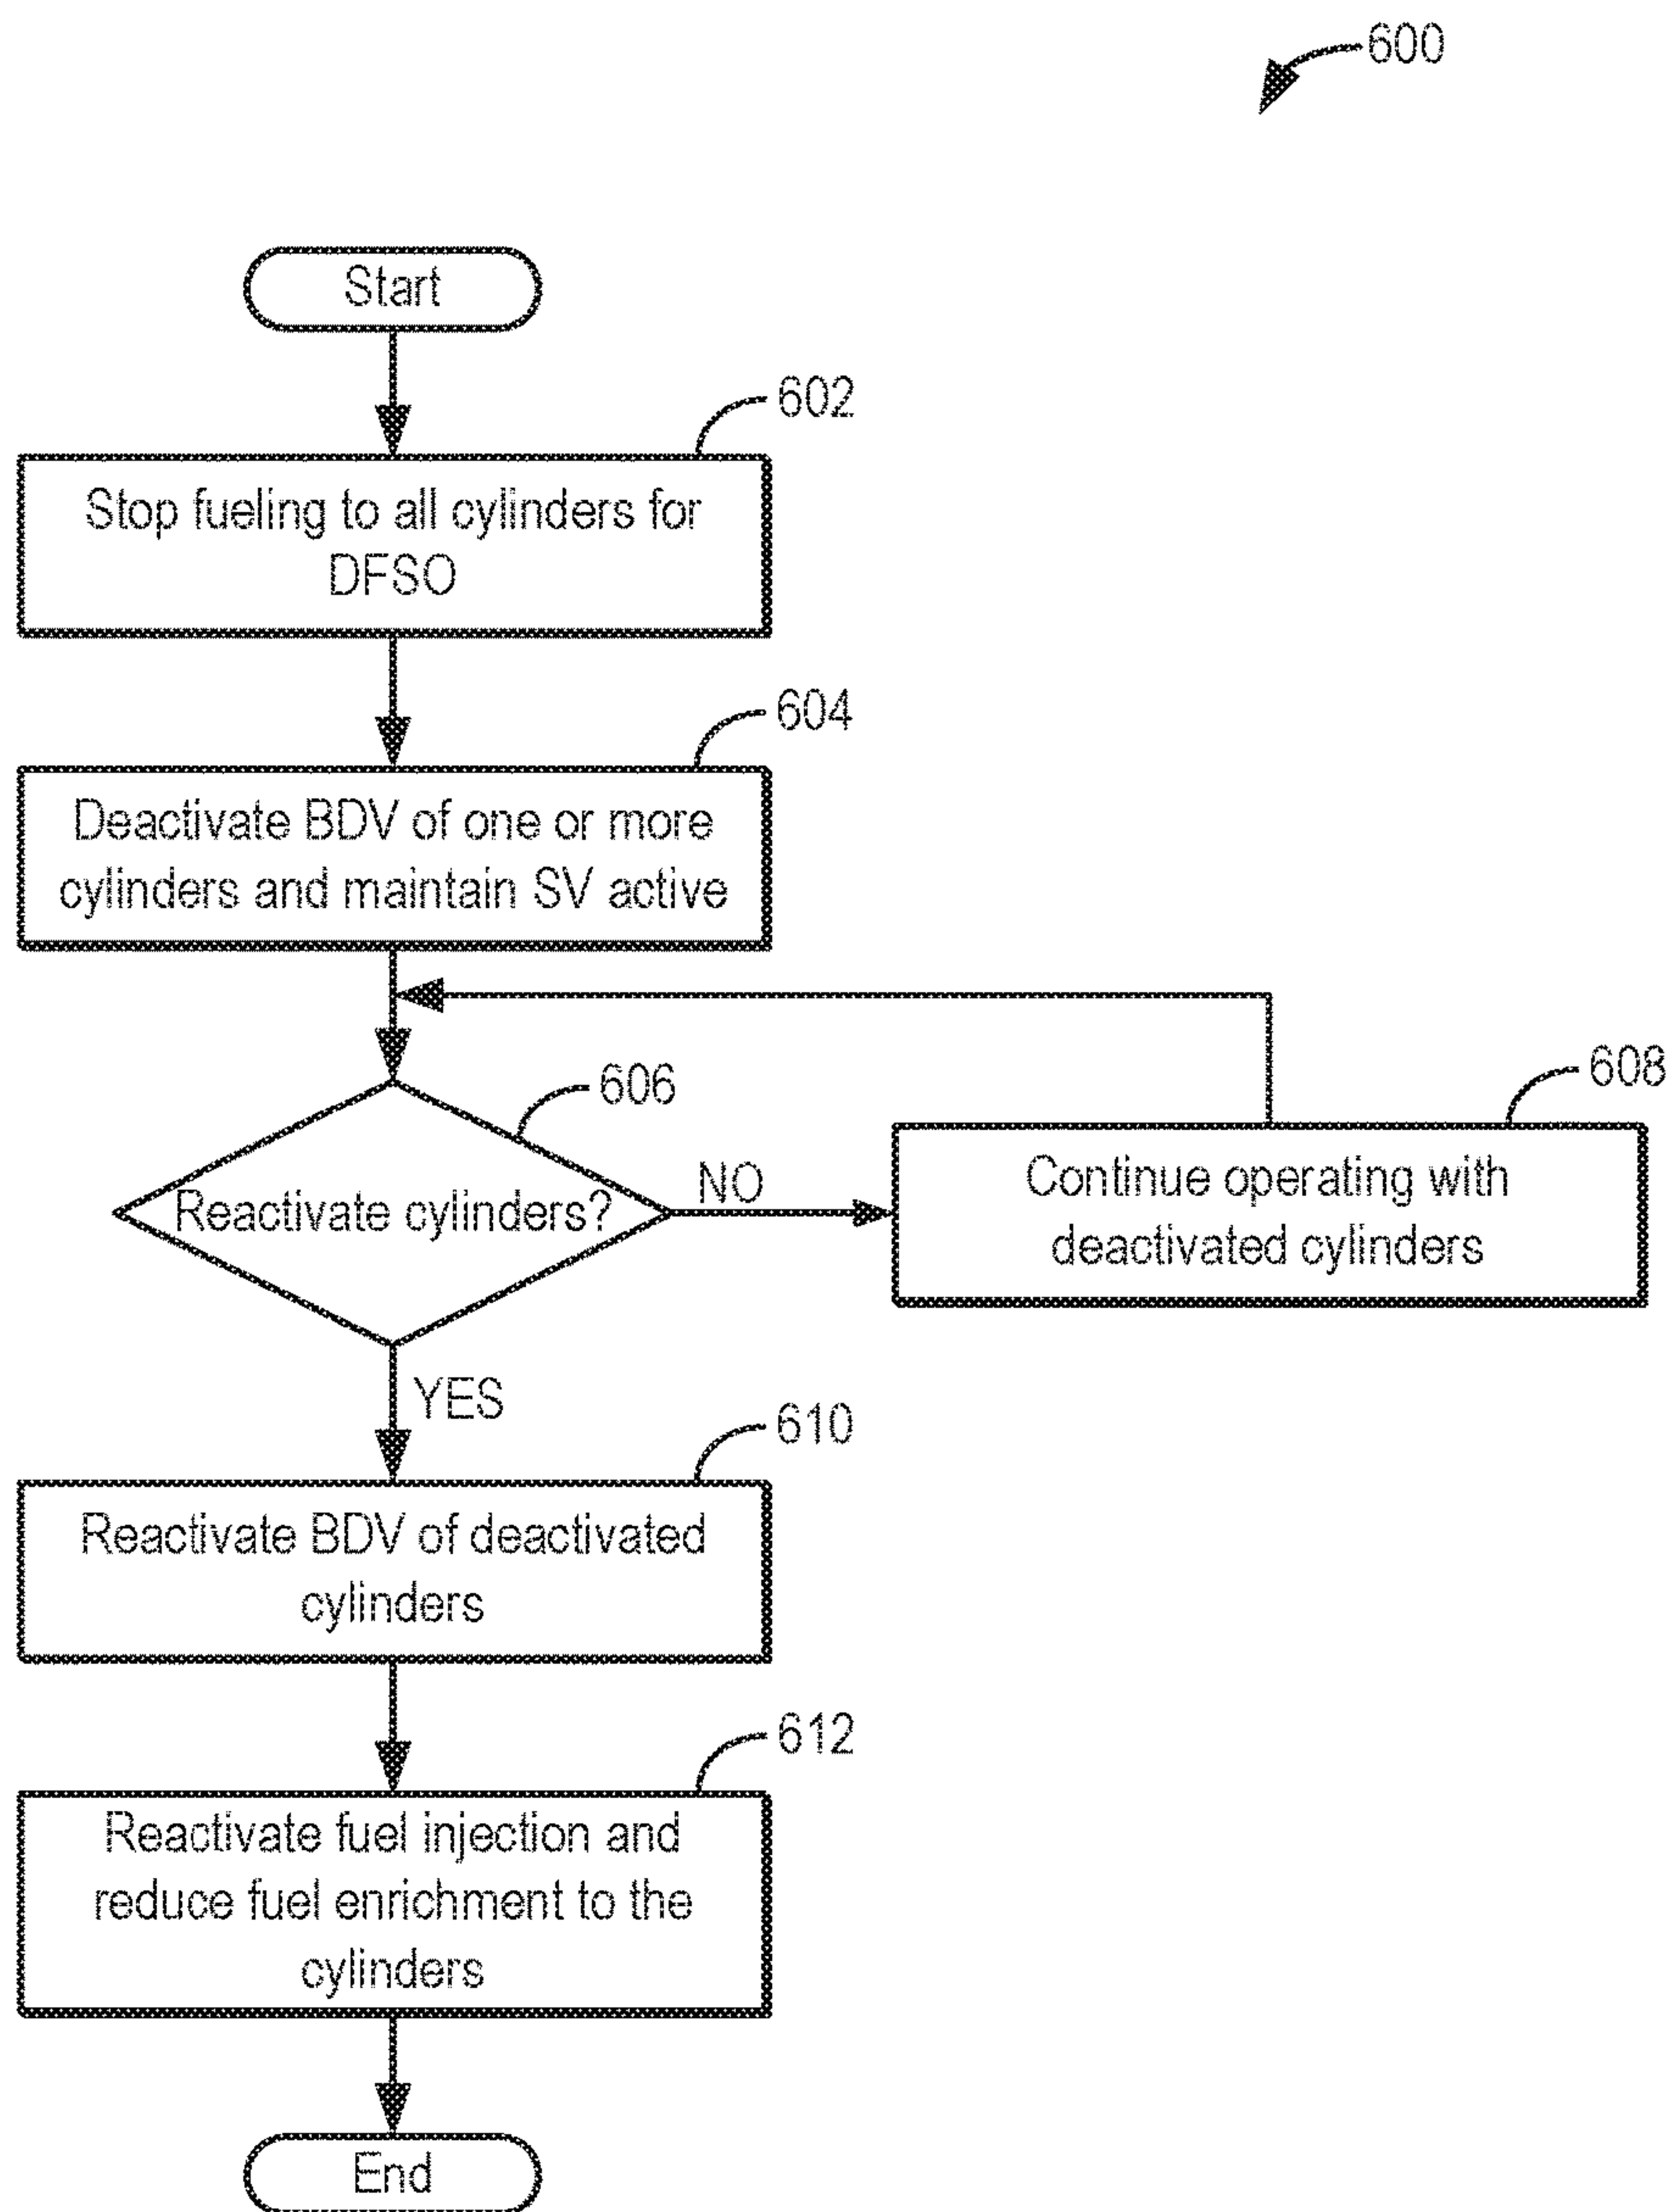 600
Start
602
Stop fueling to all cylinders for
DFSO
604
Deactivate BDV of one or more
cylinders and maintain SV active
606
Reactivate cylinders?
NO
608
Continue operating with
deactivated cylinders
YES
610
Reactivate BDV of deactivated
cylinders
612
Reactivate fuel injection and
reduce fuel enrichment to the
cylinders
End